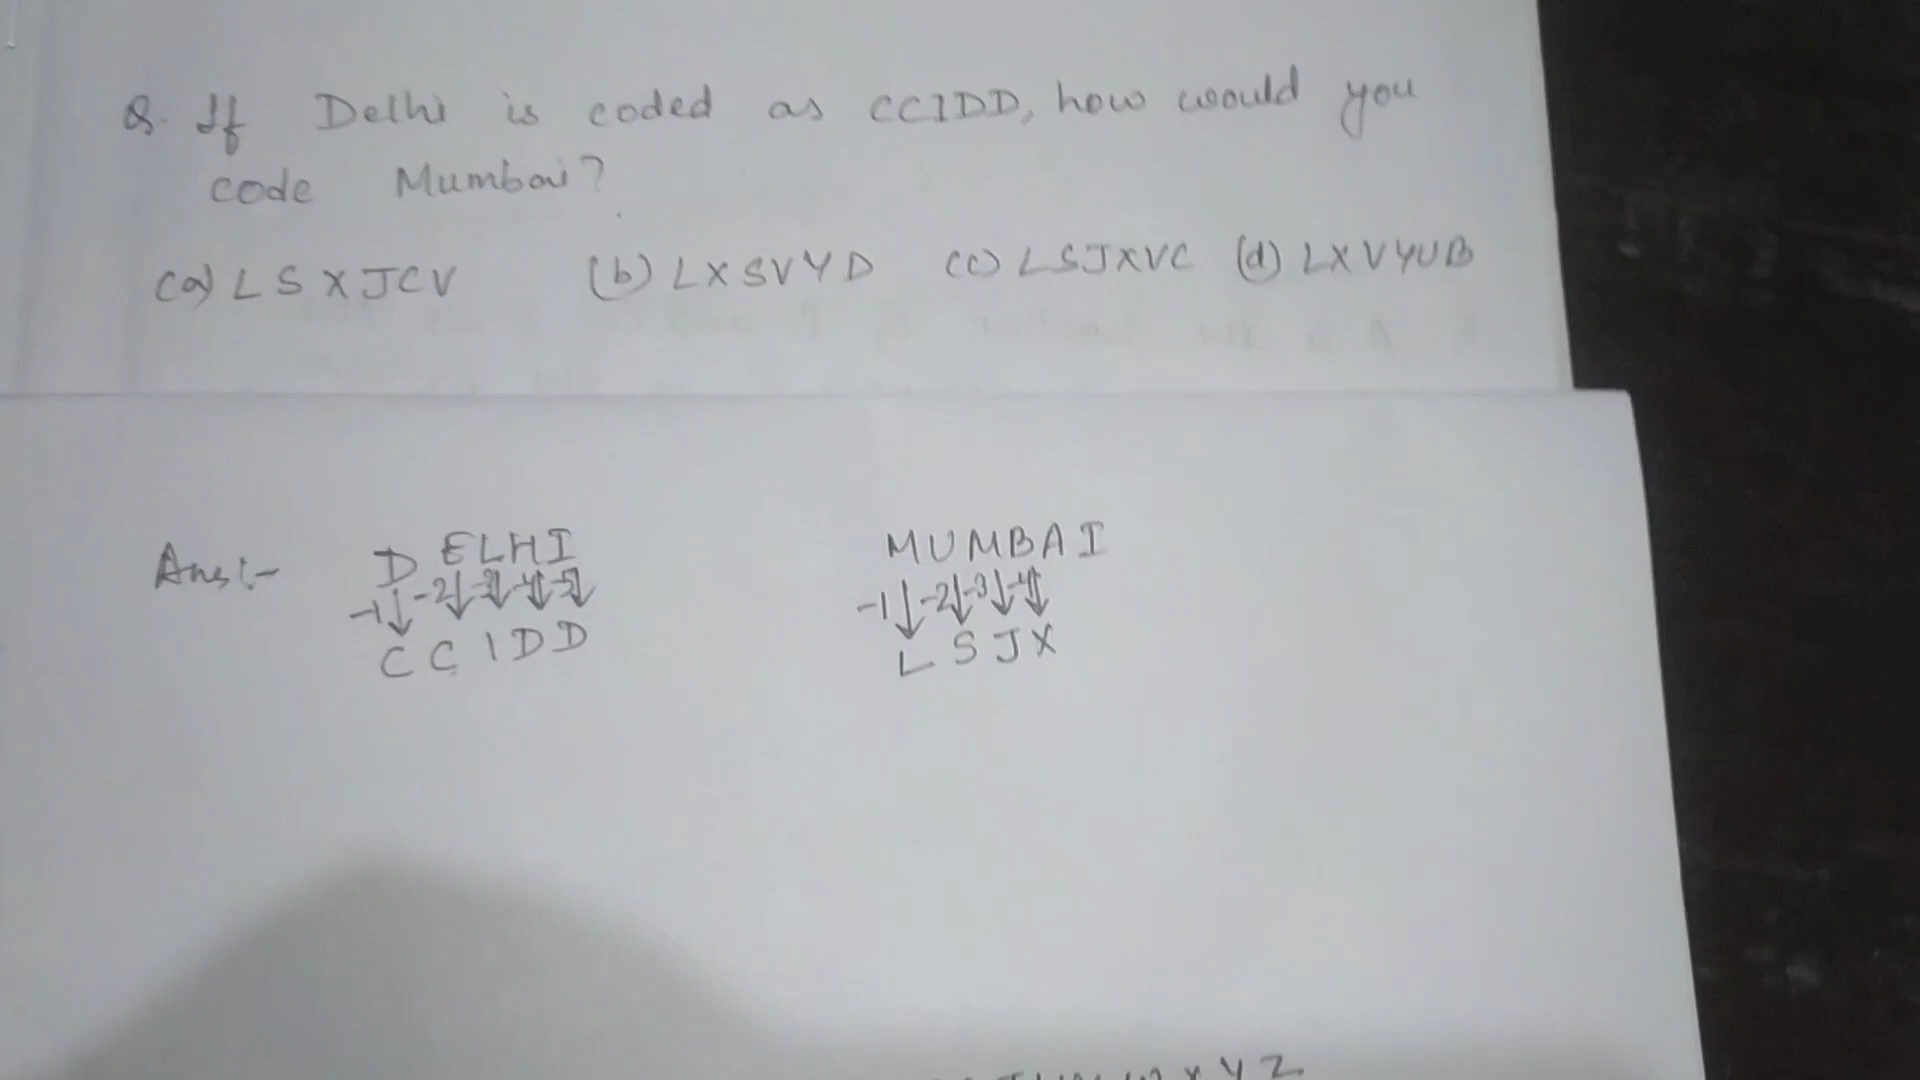 Q. If Delhi is coded as CCIDD, how would you
code Mumbai?
(a) LSXJCV (b) LXSVYD (c) LSJXVC (d) LXVYUB
Ans:- DELHI MUMBAI
-1 -2 -3 -4 -5 -1 -2 -3 -4
CCIDD LSJX
W X Y Z